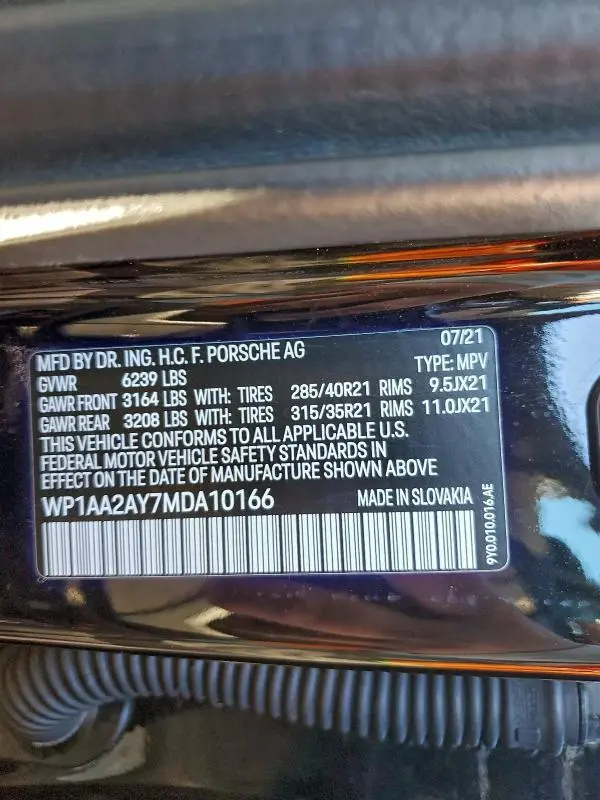 07/21
MFD BY DR. ING. H.C. F. PORSCHE AG
TYPE: MPV
GVWR 6239 LBS
GAWR FRONT 3164 LBS WITH: TIRES 285/40R21 RIMS 9.5JX21
GAWR REAR 3208 LBS WITH: TIRES 315/35R21 RIMS 11.0JX21
THIS VEHICLE CONFORMS TO ALL APPLICABLE U.S.
FEDERAL MOTOR VEHICLE SAFETY STANDARDS IN
EFFECT ON THE DATE OF MANUFACTURE SHOWN ABOVE
WP1AA2AY7MDA10166 MADE IN SLOVAKIA
9Y0.010.016.AE